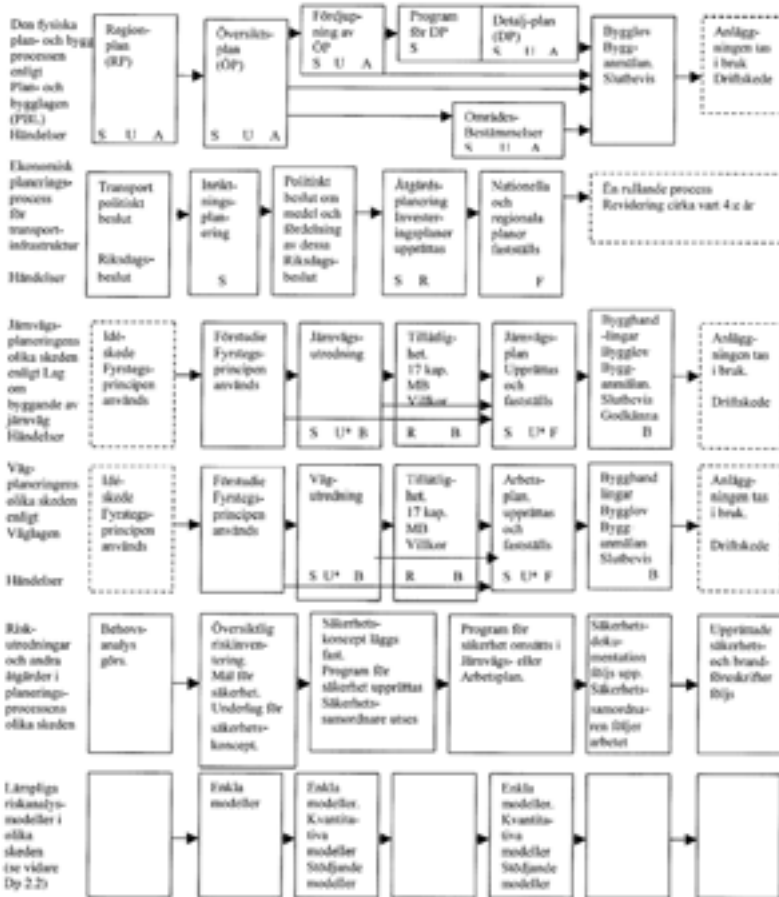 Den fysiska
plan- och bygg
processen
enligt
Plan- och
bygglagen
(PBL)
Händelser
Region-
plan
(RP)
S U A
Översikts-
plan
(ÖP)
S U A
Fördjup-
ning av
ÖP
S U A
Program
för DP
S
Detalj-plan
(DP)
S U A
Områdes-
Bestämmelser
S U A
Bygglov
Bygg-
anmälan.
Slutbevis
Anlägg-
ningen tas
i bruk
Driftskede
Ekonomisk
planerings-
process
för
transport-
infrastruktur
Händelser
Transport
politiskt
beslut
Riksdags-
beslut
Inrikt-
nings-
plan-
ering
S
Politiskt
beslut om
medel och
fördelning
av dessa
Riksdags-
beslut
Åtgärds-
planering
Invester-
ingsplaner
upprättas
S R
Nationella
och
regionala
planer
fastställs
F
En rullande process
Revidering cirka vart 4:e år
Järnvägs-
planeringens
olika skeden
enligt Lag
om
byggande av
järnväg
Händelser
Idé-
skede
Fyrstegs-
principen
används
Förstudie
Fyrstegs-
principen
används
Järnvägs-
utredning
S U* B
Tillåtlig-
het.
17 kap.
MB
Villkor
R B
Järnvägs-
plan
Upprättas
och
fastställs
S U* F
Bygghand
-lingar
Bygglov
Bygg-
anmälan.
Slutbevis
Godkänna
B
Anlägg-
ningen tas
i bruk.
Driftskede
Väg-
planeringens
olika skeden
enligt
Väglagen
Händelser
Idé-
skede
Fyrstegs-
principen
används
Förstudie
Fyrstegs-
principen
används
Väg-
utredning
S U* B
Tillåtlig-
het.
17 kap.
MB
Villkor
R B
Arbets-
plan.
upprättas
och
fastställs
S U* F
Bygghand
lingar
Bygglov
Bygg-
anmälan
Slutbevis
B
Anlägg-
ningen tas
i bruk.
Driftskede
Risk-
utredningar
och andra
åtgärder i
planerings-
processens
olika skeden
Behovs-
analys
görs.
Översiktlig
riskinven-
tering.
Mål för
säkerhet.
Underlag för
säkerhets-
koncept.
Säkerhets-
koncept läggs
fast.
Program för
säkerhet upprättas
Säkerhets-
samordnare utses
Program för
säkerhet omsätts i
Järnvägs- eller
Arbetsplan.
Säkerhets-
doku-
mentation
följs upp.
Säkerhets-
samordna-
ren följer
arbetet
Upprättade
säkerhets-
och brand-
föreskrifter
följs
Lämpliga
riskanalys-
modeller i
olika
skeden
(se vidare
Dp 2.2)
Enkla
modeller
Enkla
modeller.
Kvantita-
tiva
modeller
Stödjande
modeller
Enkla
modeller.
Kvantita-
tiva
modeller
Stödjande
modeller